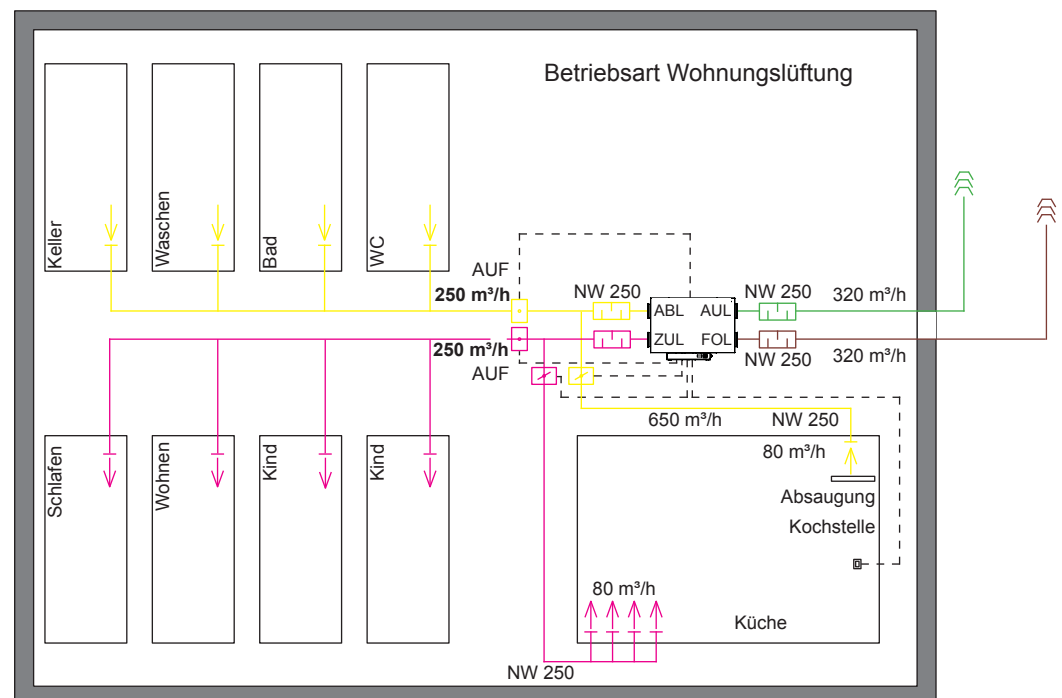 Betriebsart Wohnungslüftung
Keller
Waschen
Bad
WC
AUF
250 m³/h
NW 250
ABL
AUL
NW 250
320 m³/h
250 m³/h
ZUL
FOL
NW 250
320 m³/h
AUF
650 m³/h
NW 250
Schlafen
Wohnen
Kind
Kind
80 m³/h
Absaugung
Kochstelle
80 m³/h
Küche
NW 250